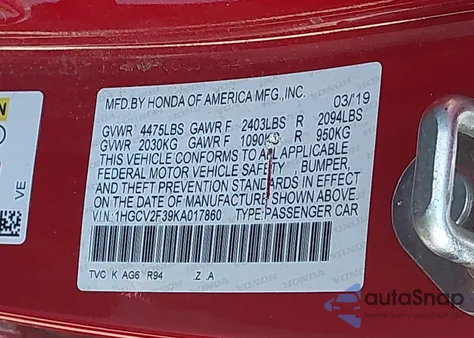 MFD.BY HONDA OF AMERICA MFG.,INC.
03/'19
GVWR 4475LBS GAWR F 2403LBS R 2094LBS
GVWR 2030KG GAWR F 1090KG R 950KG
THIS VEHICLE CONFORMS TO ALL APPLICABLE
FEDERAL MOTOR VEHICLE SAFETY, BUMPER,
AND THEFT PREVENTION STANDARDS IN EFFECT
ON THE DATE OF MANUFACTURE SHOWN ABOVE.
V.I.N.:1HGCV2F39KA017860 TYPE:PASSENGER CAR
TVC K AG6 R94 Z A
VE
autoSnap